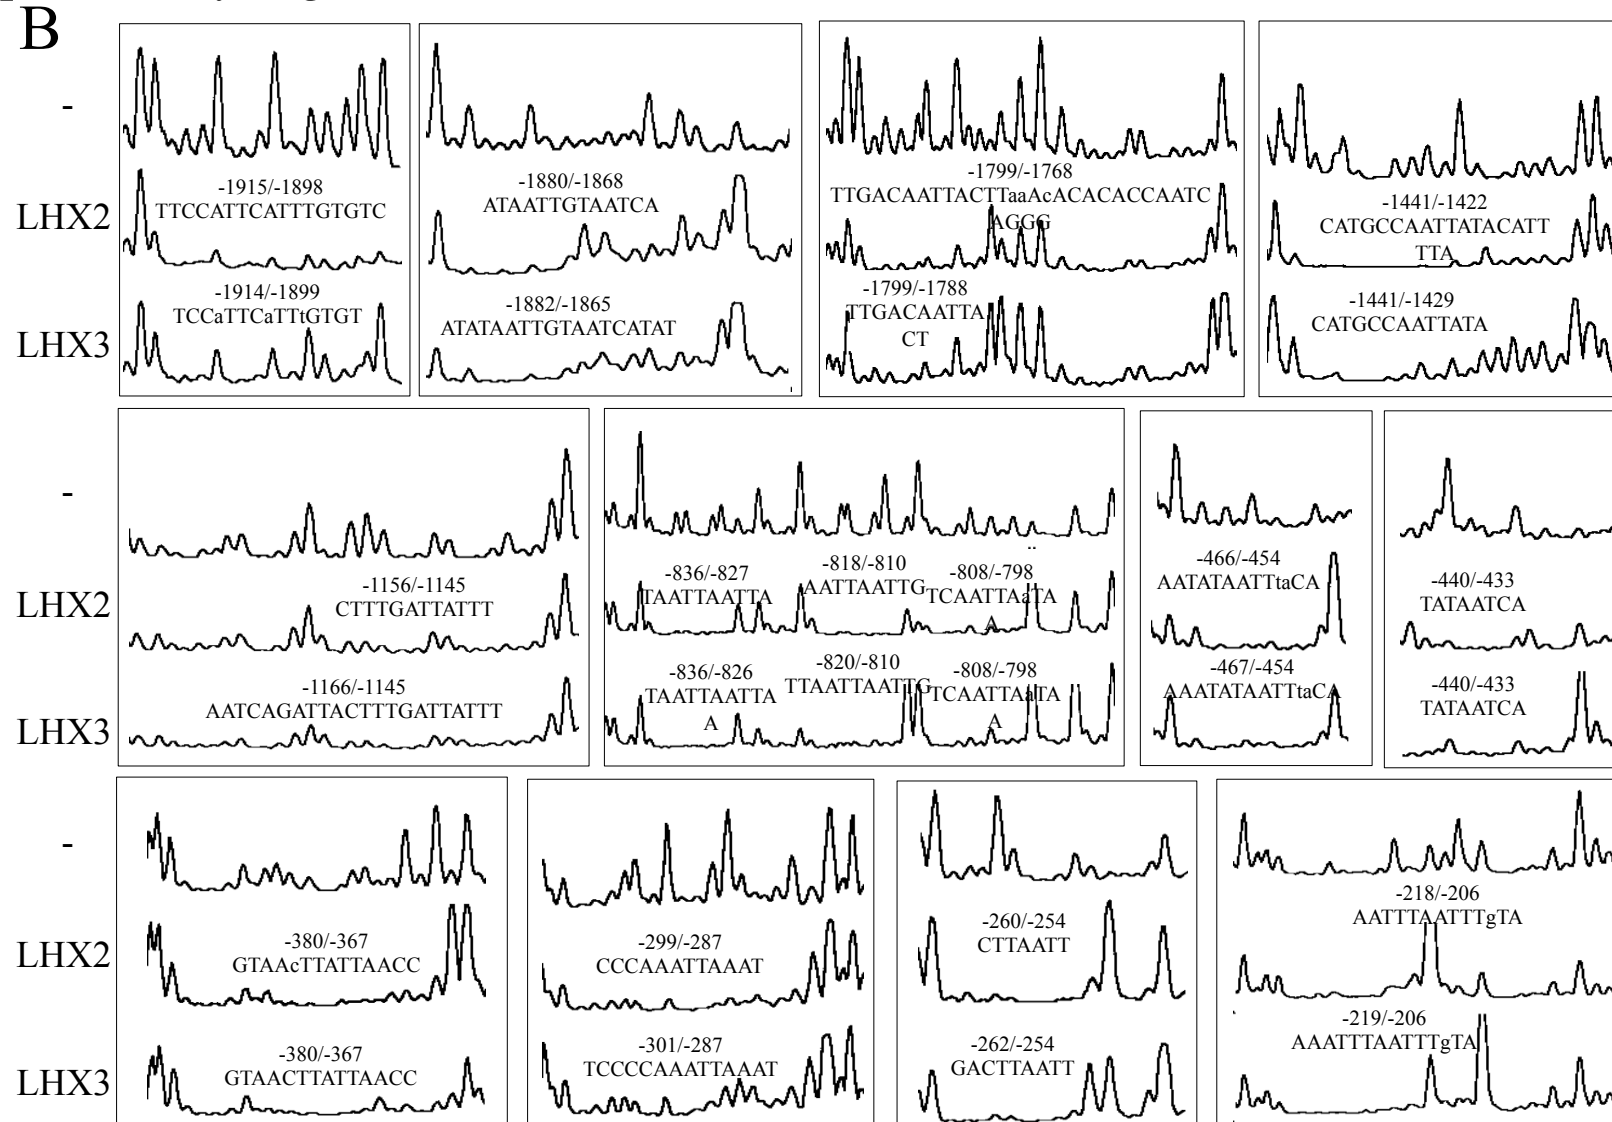 B
-
-1915/-1898
TTCCATTCATTTGTGTC
-1880/-1868
ATAATTGTAATCA
-1799/-1768
TTGACAATTACTTaaAcACACACCAATC
AGGG
-1441/-1422
CATGCCAATTATACATT
TTA
LHX2
-1914/-1899
TCCaTTCaTTtGTGT
-1882/-1865
ATATAATTGTAATCATAT
-1799/-1788
TTGACAATTA
CT
-1441/-1429
CATGCCAATTATA
LHX3
-
-1156/-1145
CTTTGATTATTT
-836/-827
TAATTAATTA
-818/-810
AATTAATTG
-808/-798
TCAATTAaTA
A
-466/-454
AATATAATTtaCA
-440/-433
TATAATCA
LHX2
-1166/-1145
AATCAGATTACTTTGATTATTT
-836/-826
TAATTAATTA
A
-820/-810
TTAATTAATTG
-808/-798
TCAATTAaTA
A
-467/-454
AAATATAATTtaCA
-440/-433
TATAATCA
LHX3
-
-380/-367
GTAAcTTATTAACC
-299/-287
CCCAAATTAAAT
-260/-254
CTTAATT
-218/-206
AATTTAATTTgTA
LHX2
-380/-367
GTAACTTATTAACC
-301/-287
TCCCCAAATTAAAT
-262/-254
GACTTAATT
-219/-206
AAATTTAATTTgTA
LHX3